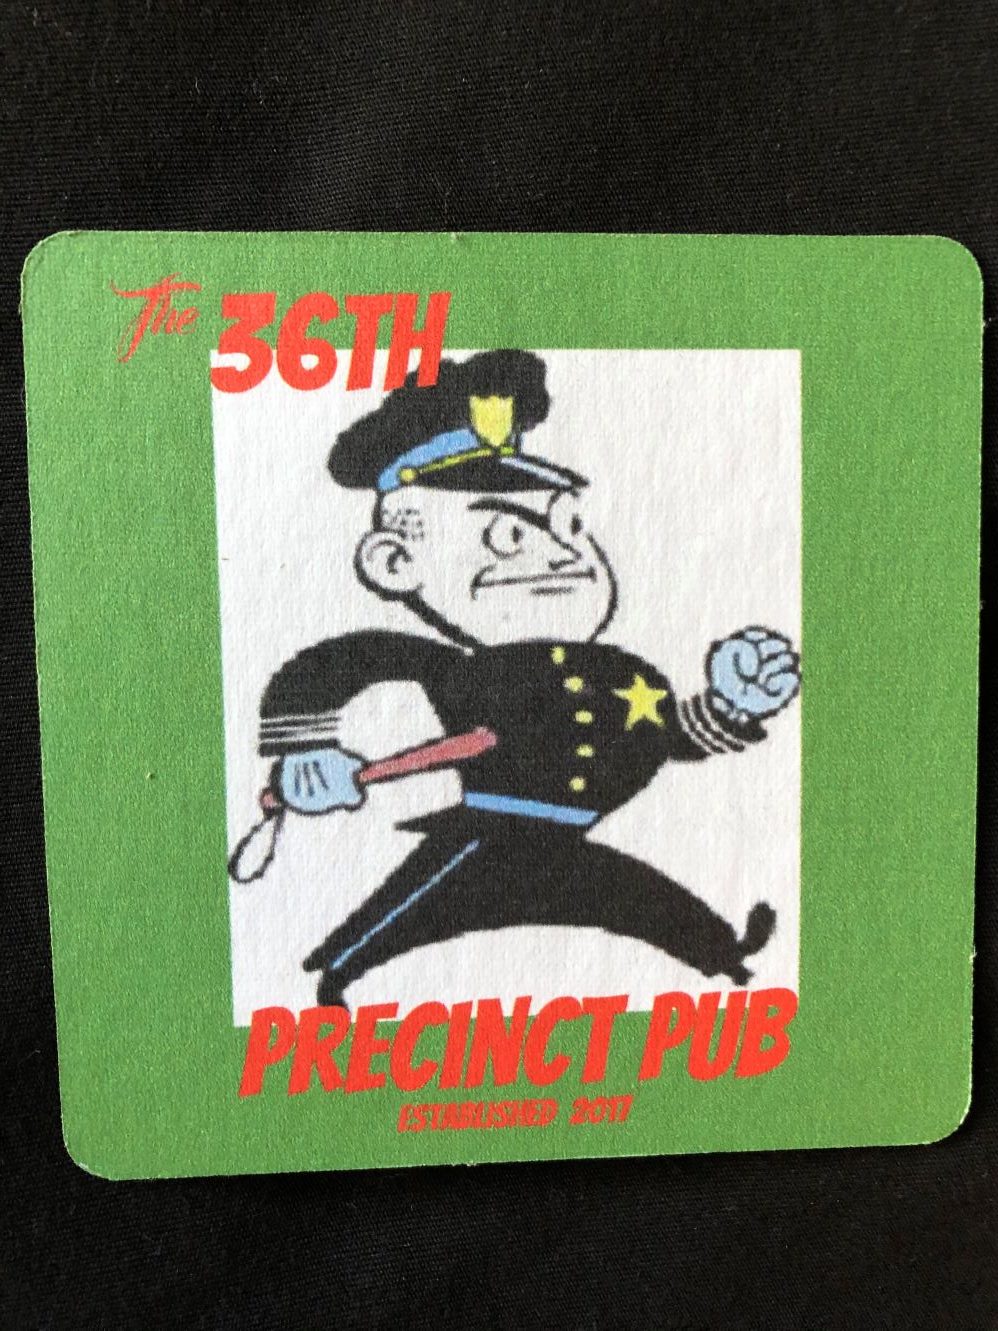 The 36TH
PRECINCT PUB
ESTABLISHED 2017